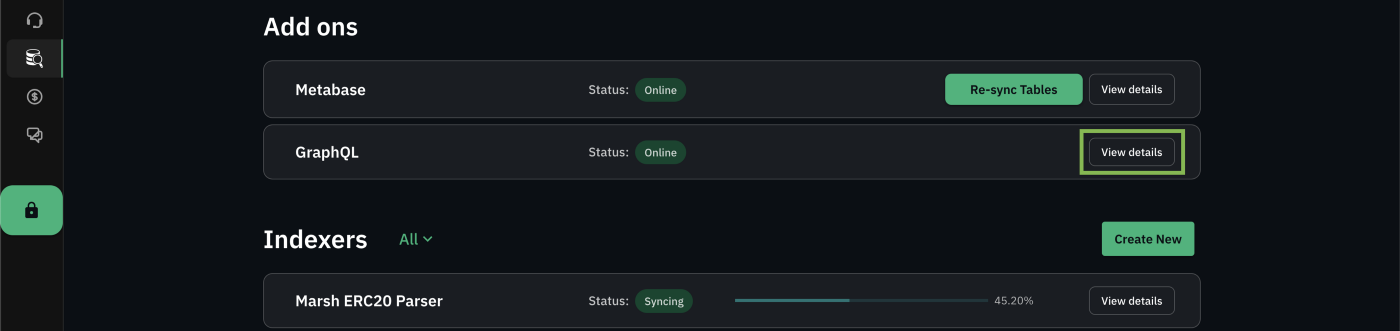 Add ons
Metabase Status: Online Re-sync Tables View details
GraphQL Status: Online View details
Indexers All Create New
Marsh ERC20 Parser Status: Syncing 45.20% View details